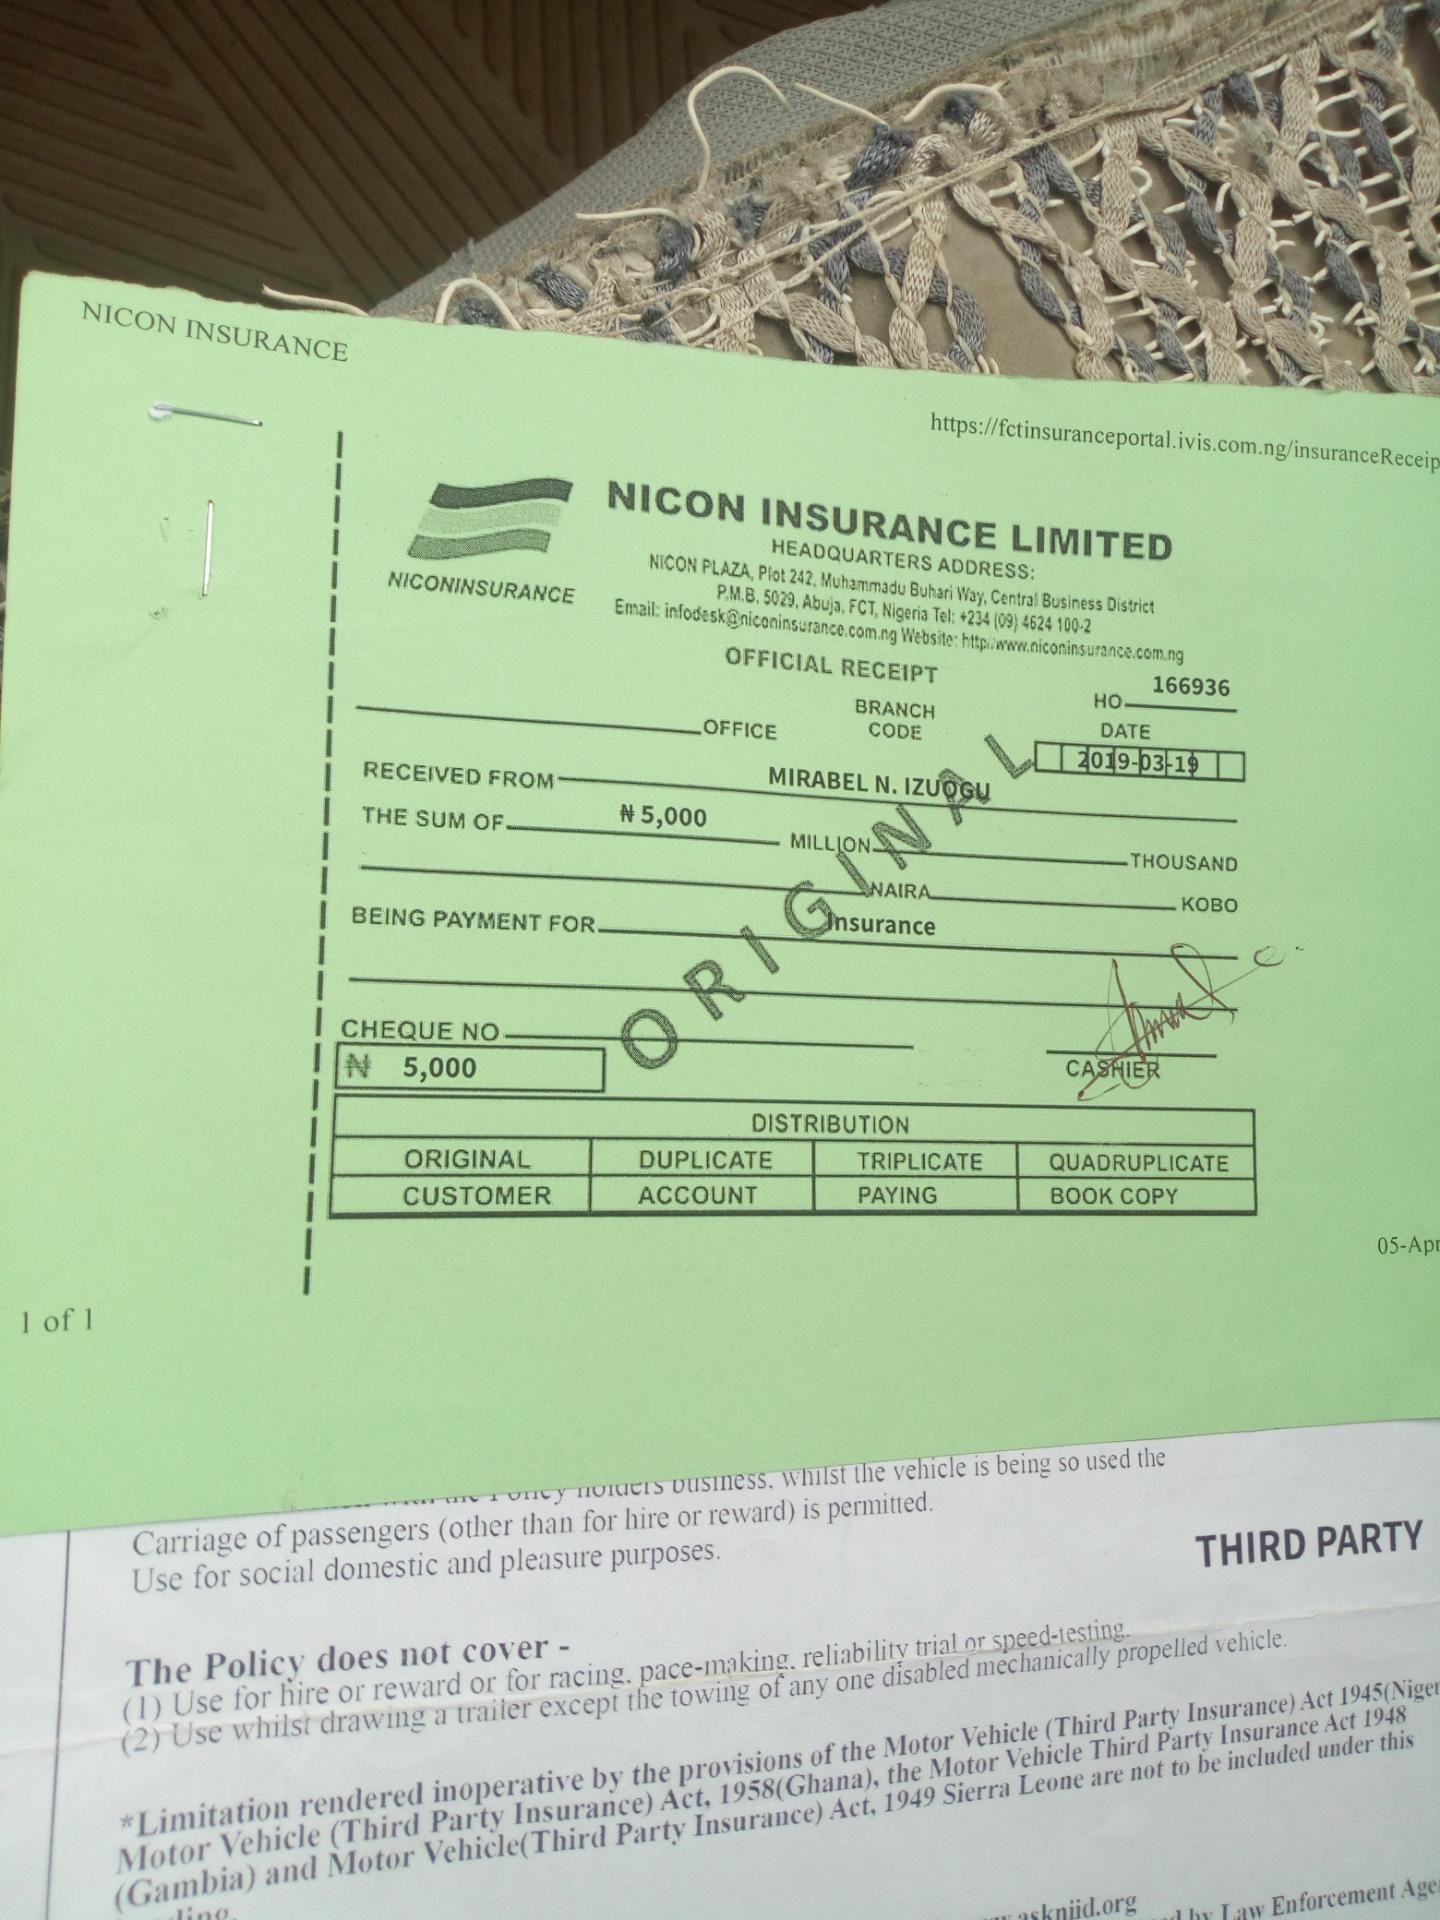 NICON INSURANCE
https://fctinsuranceportal.ivis.com.ng/insuranceReceip
NICONINSURANCE
NICON INSURANCE LIMITED
HEADQUARTERS ADDRESS:
NICON PLAZA, Plot 242, Muhammadu Buhari Way, Central Business District
P.M.B. 5029, Abuja, FCT, Nigeria Tel: +234 (09) 4624 100-2
Email: infodesk@niconinsurance.com.ng Website: http://www.niconinsurance.com.ng
OFFICIAL RECEIPT
HO 166936
OFFICE BRANCH CODE
DATE
2019-03-19
RECEIVED FROM MIRABEL N. IZUOGU
THE SUM OF ₦ 5,000 MILLION THOUSAND
NAIRA KOBO
BEING PAYMENT FOR Insurance
ORIGINAL
CHEQUE NO
₦ 5,000
CASHIER
DISTRIBUTION
ORIGINAL DUPLICATE TRIPLICATE QUADRUPLICATE
CUSTOMER ACCOUNT PAYING BOOK COPY
05-Apr
1 of 1
the Policy holders business, whilst the vehicle is being so used the
Carriage of passengers (other than for hire or reward) is permitted.
Use for social domestic and pleasure purposes.
THIRD PARTY
The Policy does not cover -
(1) Use for hire or reward or for racing, pace-making, reliability trial or speed-testing.
(2) Use whilst drawing a trailer except the towing of any one disabled mechanically propelled vehicle.
*Limitation rendered inoperative by the provisions of the Motor Vehicle (Third Party Insurance) Act 1945(Niger
Motor Vehicle (Third Party Insurance) Act, 1958(Ghana), the Motor Vehicle Third Party Insurance Act 1948
(Gambia) and Motor Vehicle(Third Party Insurance) Act, 1949 Sierra Leone are not to be included under this
askniid.org
by Law Enforcement Age